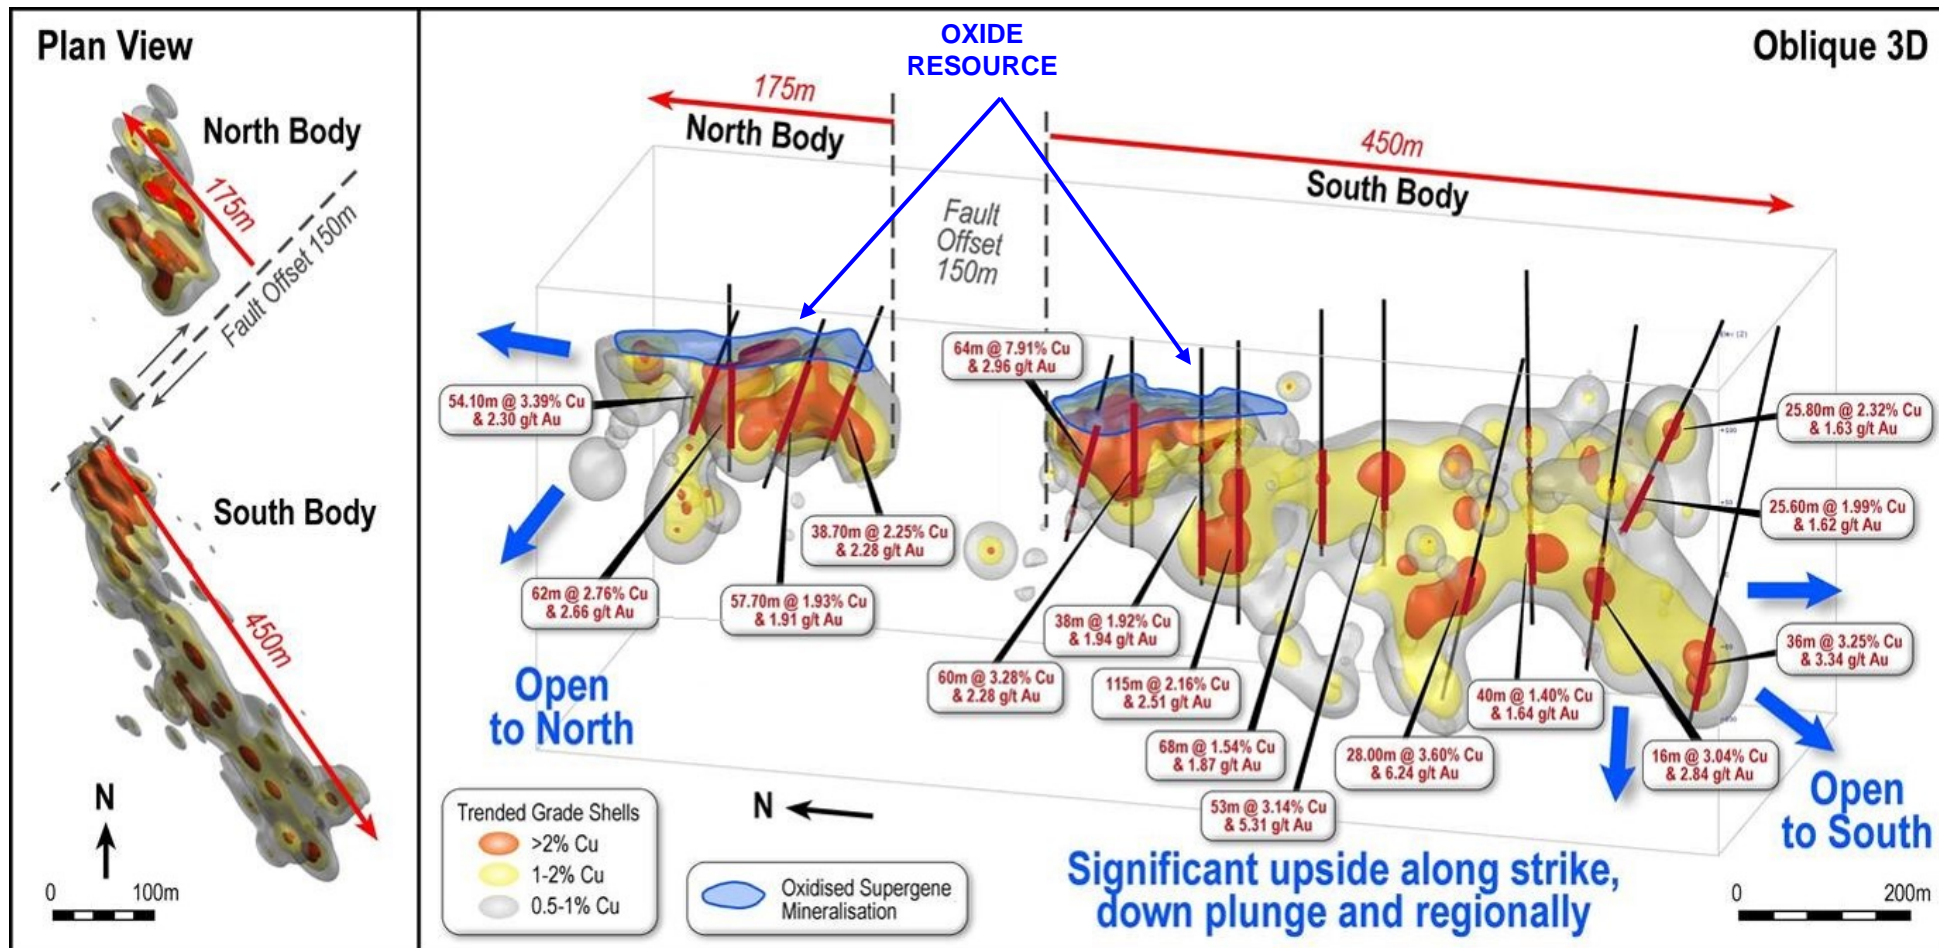 Plan View
North Body
175m
Fault Offset 150m
South Body
450m
N
0 100m
OXIDE
RESOURCE
Oblique 3D
175m
North Body
450m
South Body
Fault
Offset
150m
64m @ 7.91% Cu
& 2.96 g/t Au
54.10m @ 3.39% Cu
& 2.30 g/t Au
25.80m @ 2.32% Cu
& 1.63 g/t Au
25.60m @ 1.99% Cu
& 1.62 g/t Au
38.70m @ 2.25% Cu
& 2.28 g/t Au
62m @ 2.76% Cu
& 2.66 g/t Au
57.70m @ 1.93% Cu
& 1.91 g/t Au
38m @ 1.92% Cu
& 1.94 g/t Au
36m @ 3.25% Cu
& 3.34 g/t Au
60m @ 3.28% Cu
& 2.28 g/t Au
115m @ 2.16% Cu
& 2.51 g/t Au
40m @ 1.40% Cu
& 1.64 g/t Au
68m @ 1.54% Cu
& 1.87 g/t Au
28.00m @ 3.60% Cu
& 6.24 g/t Au
16m @ 3.04% Cu
& 2.84 g/t Au
53m @ 3.14% Cu
& 5.31 g/t Au
Open
to North
Open
to South
N
Trended Grade Shells
>2% Cu
1-2% Cu
0.5-1% Cu
Oxidised Supergene
Mineralisation
Significant upside along strike,
down plunge and regionally
0 200m